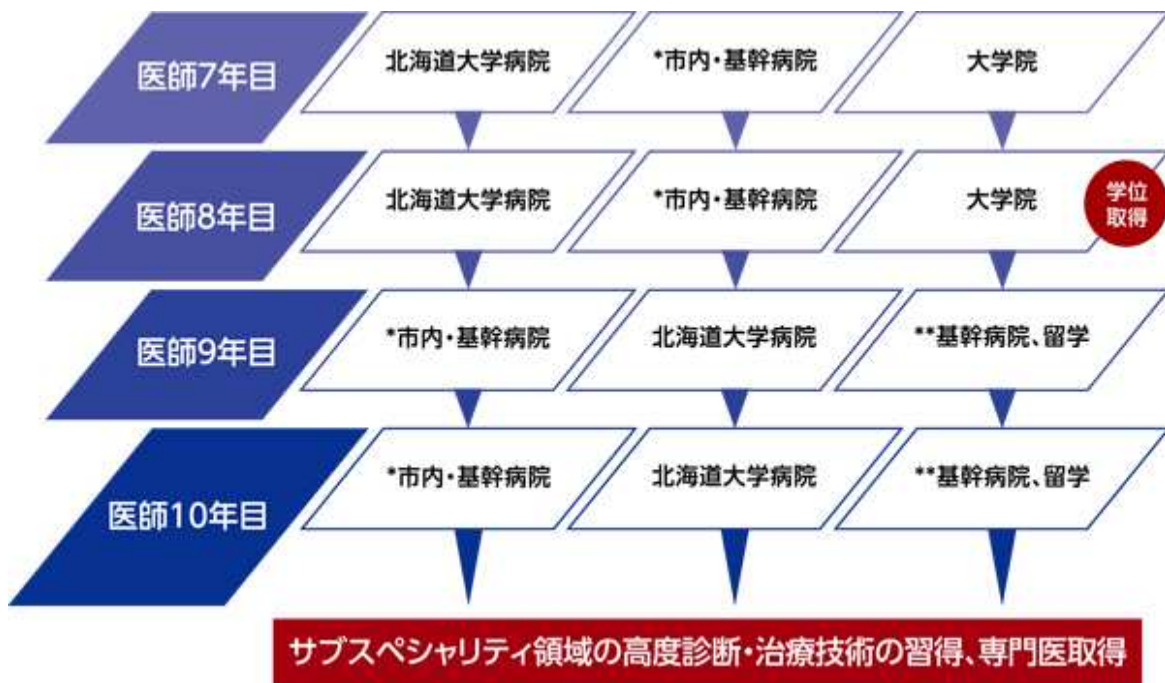 医師7年目
北海道大学病院
*市内・基幹病院
大学院
医師8年目
北海道大学病院
*市内・基幹病院
大学院
学位
取得
医師9年目
*市内・基幹病院
北海道大学病院
**基幹病院、留学
医師10年目
*市内・基幹病院
北海道大学病院
**基幹病院、留学
サブスペシャリティ領域の高度診断・治療技術の習得、専門医取得